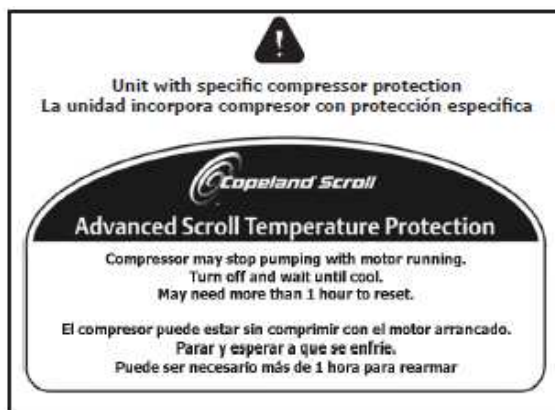 Unit with specific compressor protection
La unidad incorpora compresor con protección específica
Copeland Scroll
Advanced Scroll Temperature Protection
Compressor may stop pumping with motor running.
Turn off and wait until cool.
May need more than 1 hour to reset.
El compresor puede estar sin comprimir con el motor arrancado.
Parar y esperar a que se enfrie.
Puede ser necesario más de 1 hora para rearmar